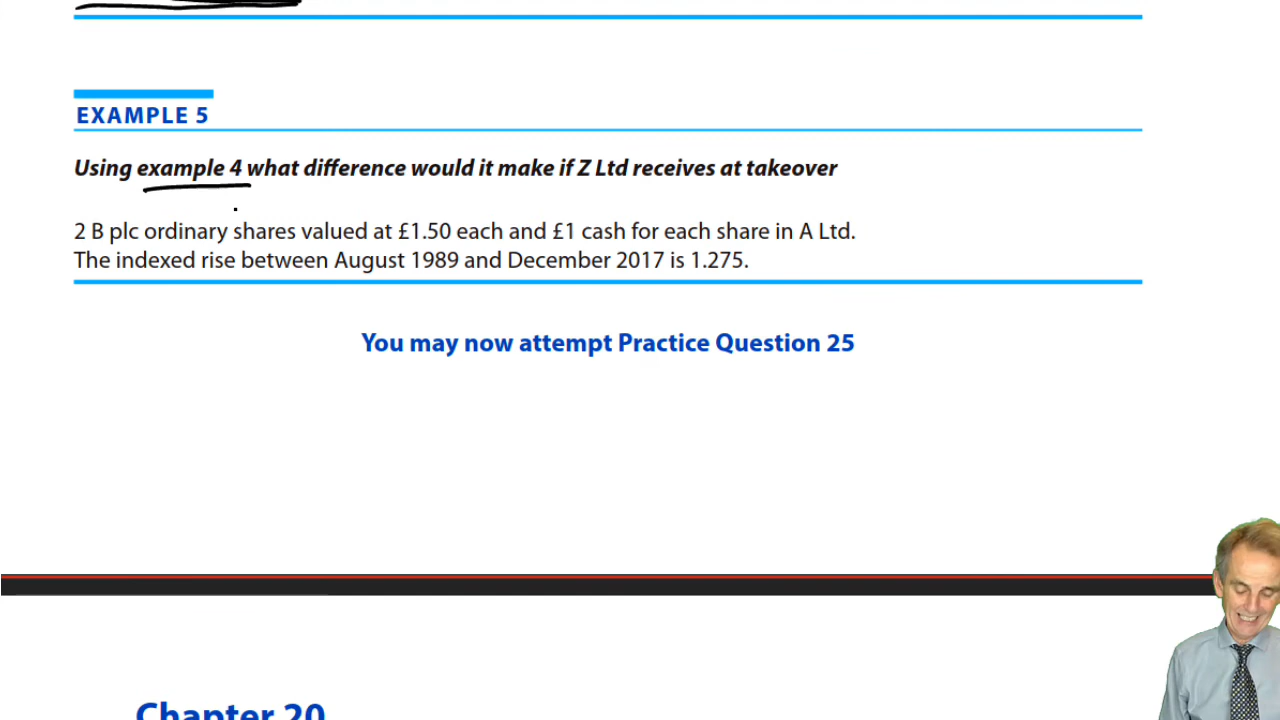 EXAMPLE 5
Using example 4 what difference would it make if Z Ltd receives at takeover
2 B plc ordinary shares valued at £1.50 each and £1 cash for each share in A Ltd.
The indexed rise between August 1989 and December 2017 is 1.275.
You may now attempt Practice Question 25
Chapter 20